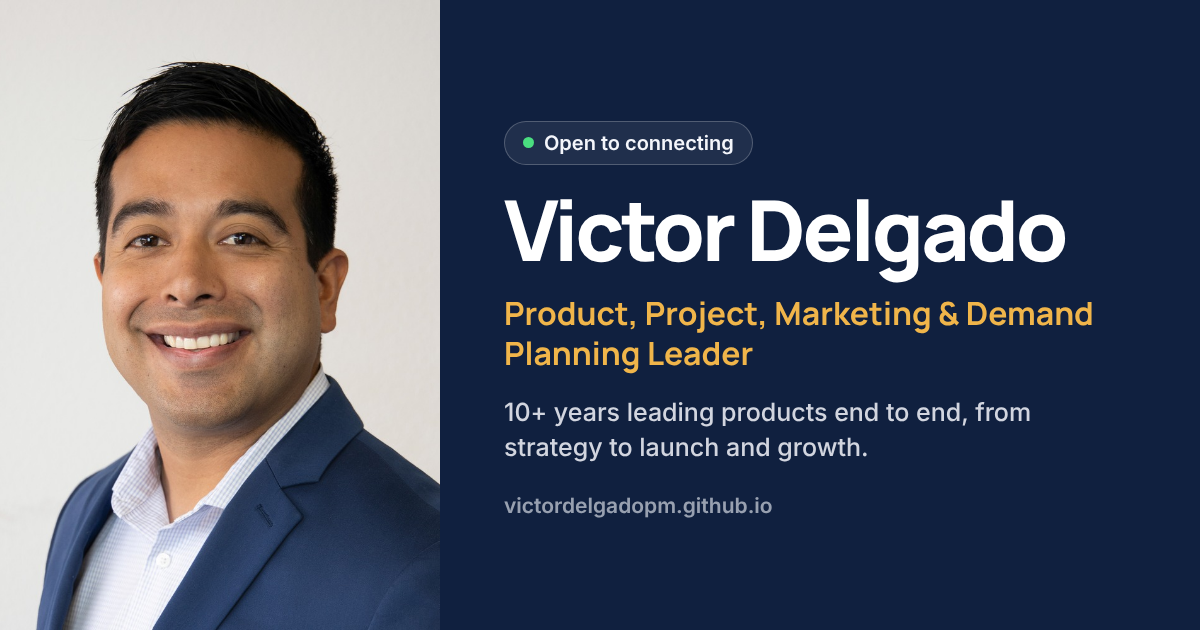 Open to connecting
Victor Delgado
Product, Project, Marketing & Demand
Planning Leader
10+ years leading products end to end, from
strategy to launch and growth.
victordelgadopm.github.io